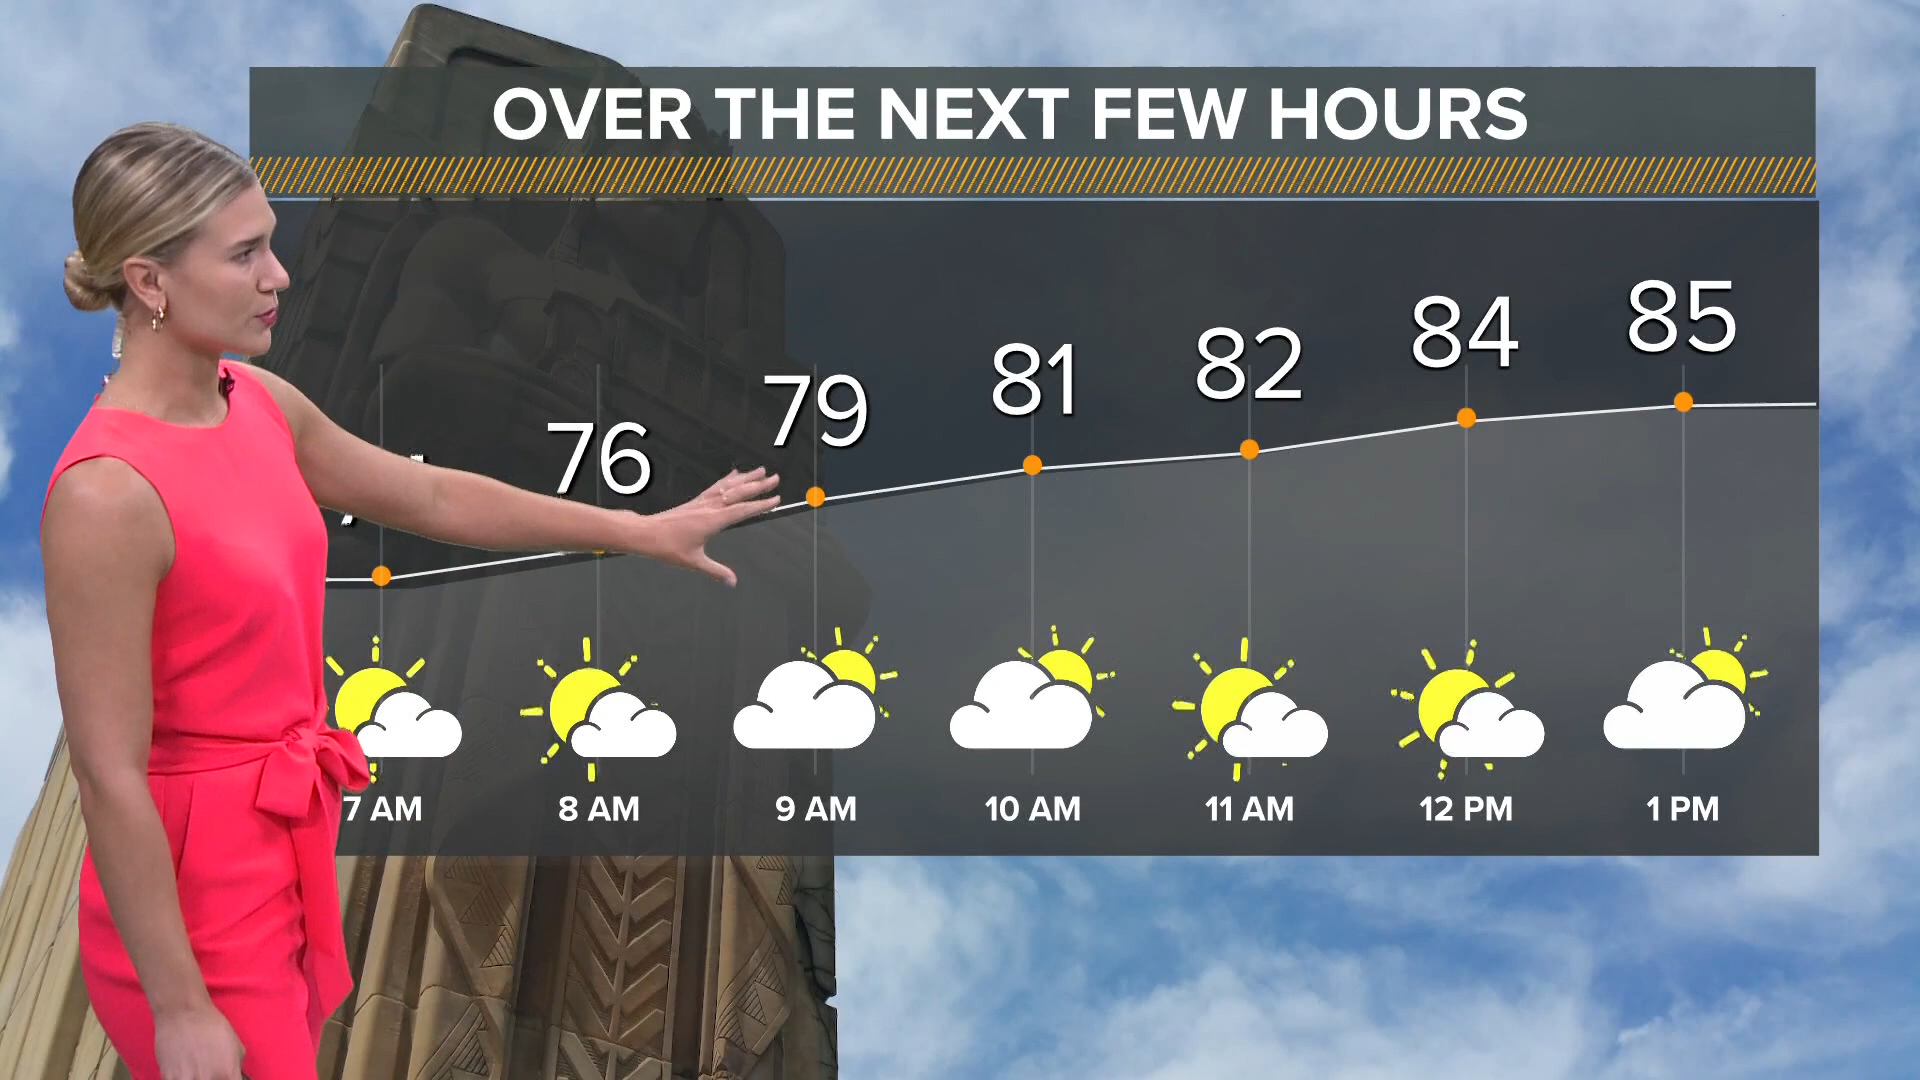 OVER THE NEXT FEW HOURS
76 79 81 82 84 85
7 AM 8 AM 9 AM 10 AM 11 AM 12 PM 1 PM